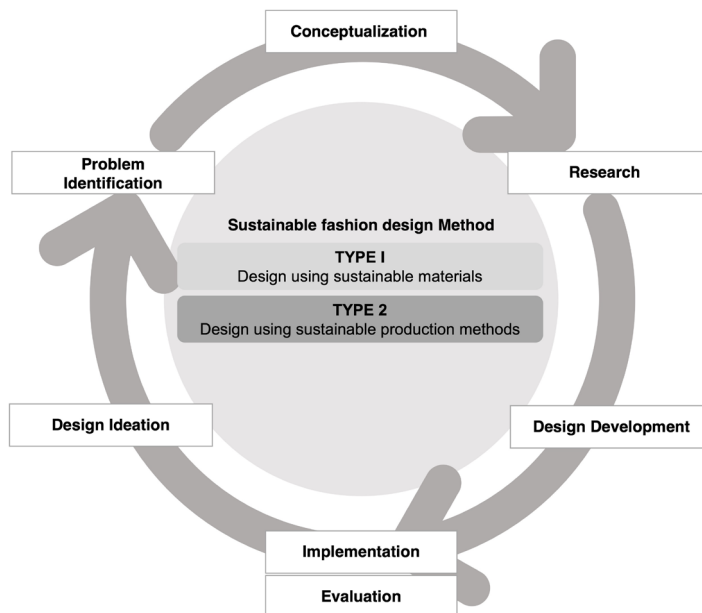 Conceptualization
Problem
Identification
Research
Sustainable fashion design Method
TYPE I
Design using sustainable materials
TYPE 2
Design using sustainable production methods
Design Ideation
Design Development
Implementation
Evaluation